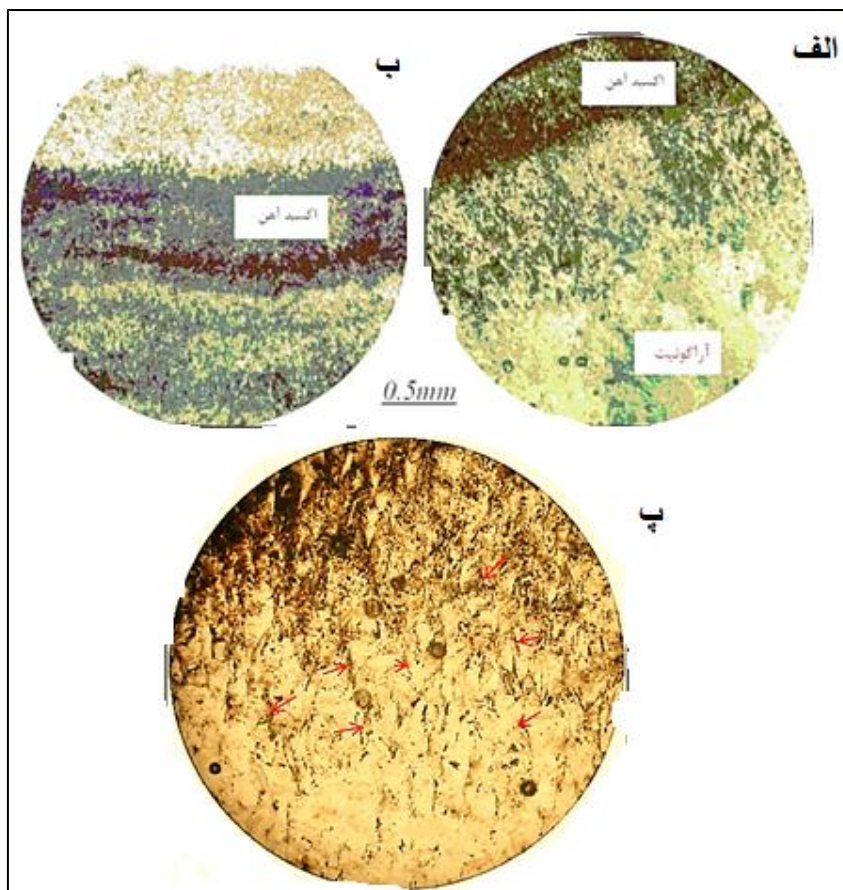 الف
اکسید آهن
آراگونیت
ب
اکسید آهن
0.5mm
پ